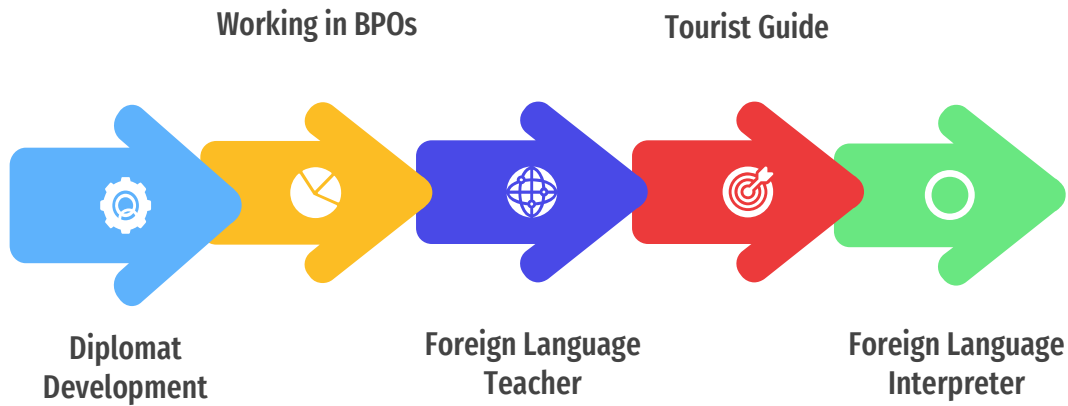 Working in BPOs
Tourist Guide
Diplomat
Development
Foreign Language
Teacher
Foreign Language
Interpreter